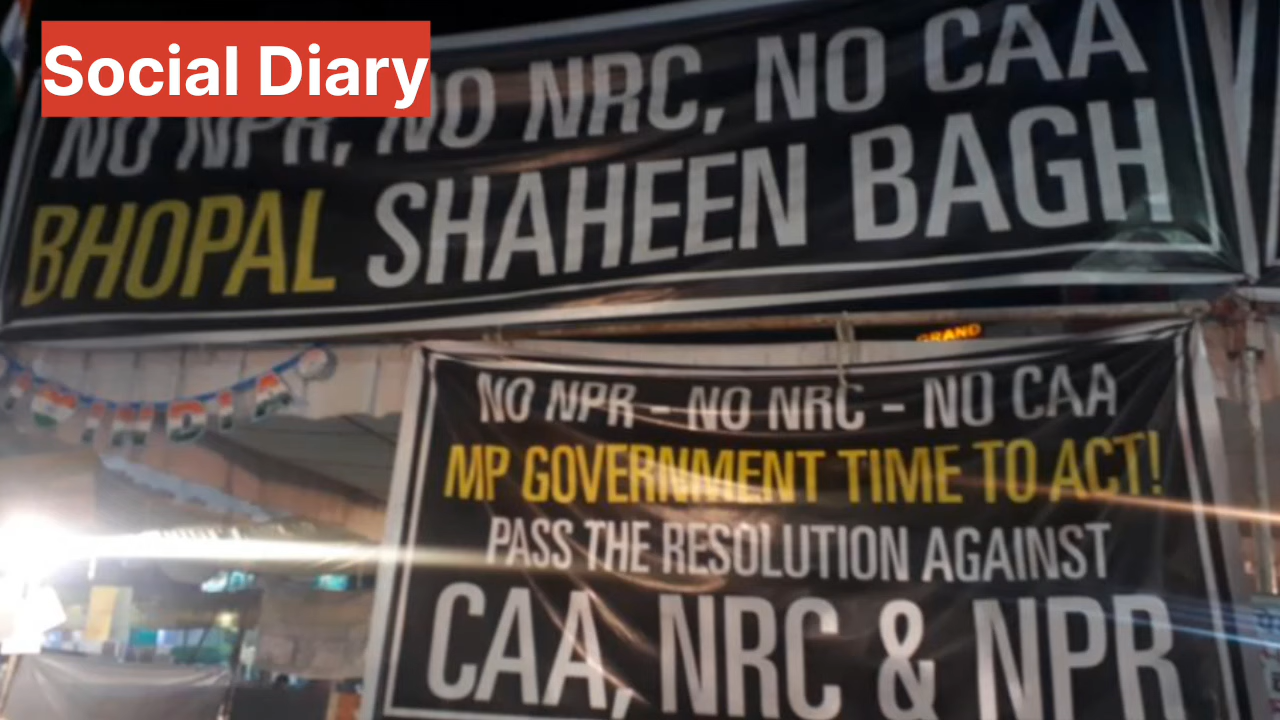 Social Diary
NO NPR, NO NRC, NO CAA
BHOPAL SHAHEEN BAGH
GRAND
NO NPR - NO NRC - NO CAA
MP GOVERNMENT TIME TO ACT!
PASS THE RESOLUTION AGAINST
CAA, NRC & NPR